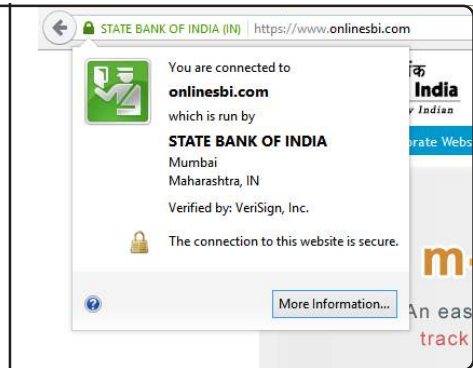 STATE BANK OF INDIA (IN) https://www.onlinesbi.com
You are connected to
onlinesbi.com
which is run by
STATE BANK OF INDIA
Mumbai
Maharashtra, IN
Verified by: VeriSign, Inc.
The connection to this website is secure.
More Information...
India
Indian
orate Webs
m
An eas
track